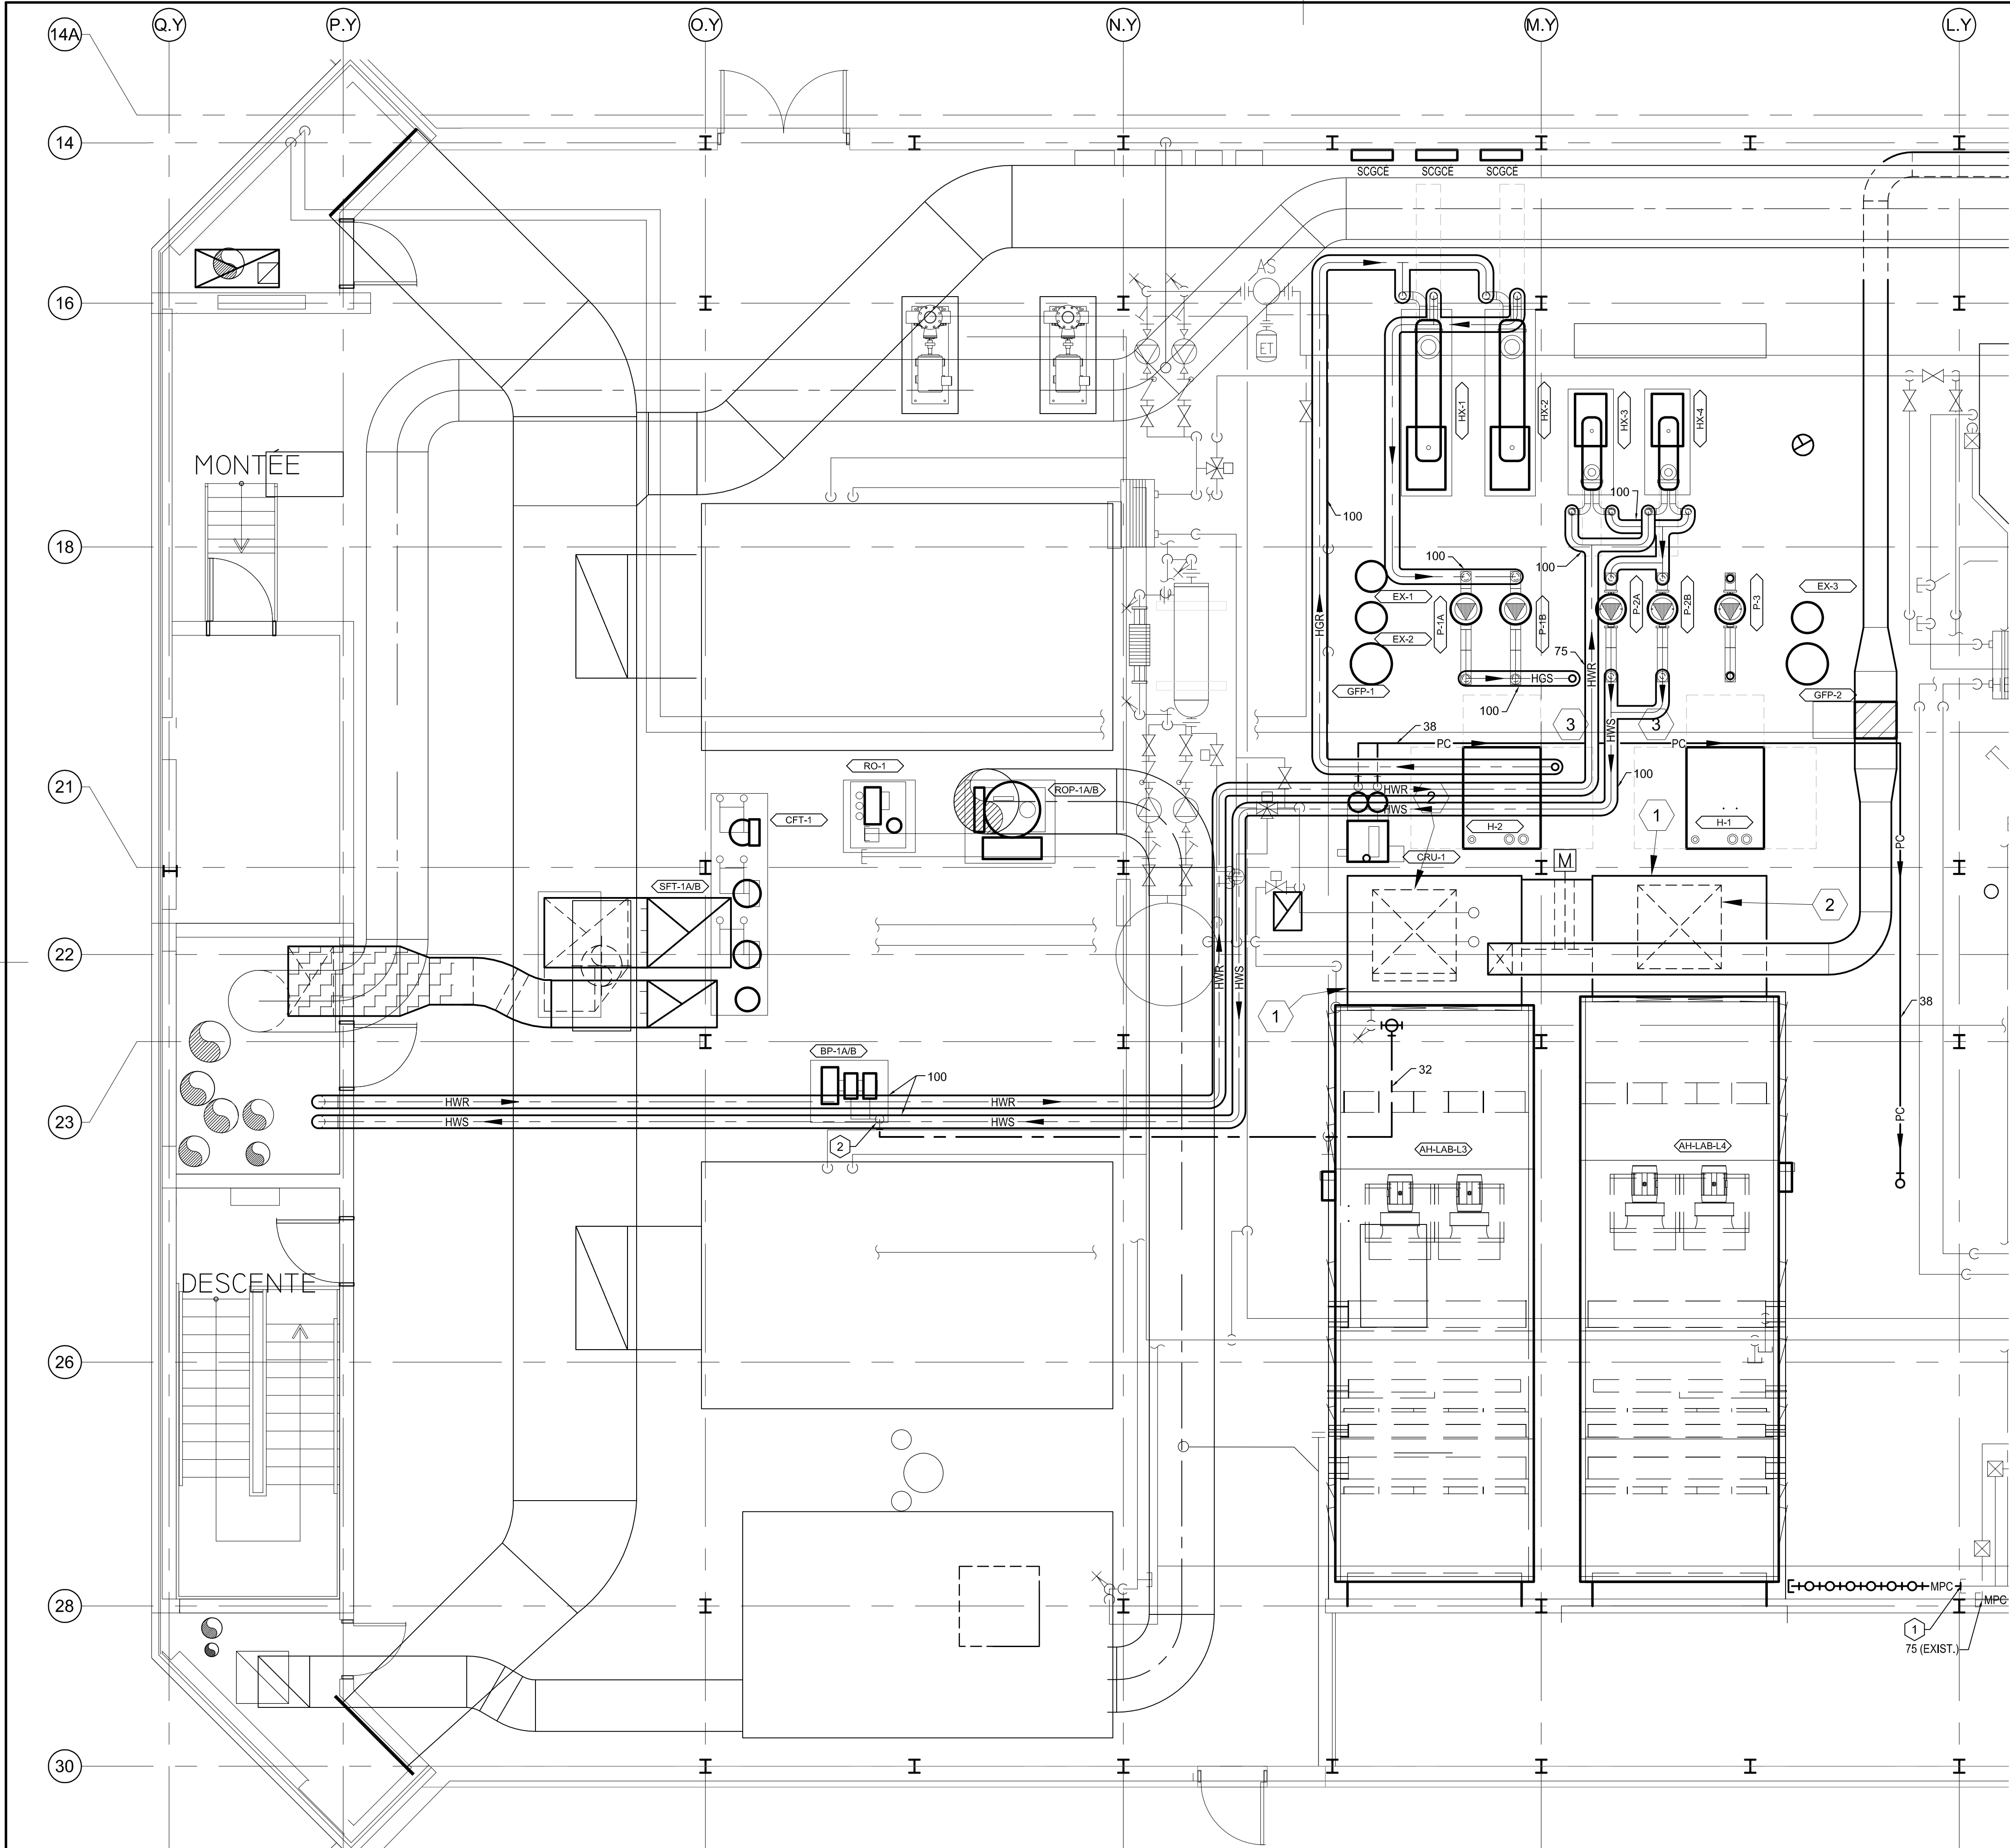 Q.Y
P.Y
O.Y
N.Y
M.Y
L.Y
14A
14
SCGCÉ
SCGCÉ
SCGCÉ
16
AS
ET
HX-1
HX-2
HX-3
HX-4
MONTÉE
100
100
18
100
100
EX-1
EX-2
P-1A
P-1B
P-2A
P-2B
P-3
EX-3
HGR
75
HWR
HGS
GFP-1
GFP-2
100
3
3
HWS
38
PC
PC
RO-1
100
21
ROP-1A/B
HWR
2
HWS
CFT-1
H-2
1
H-1
PC
CRU-1
M
SFT-1A/B
2
22
X
HWR
HWS
1
38
BP-1A/B
32
100
23
HWR
HWR
HWS
HWS
PC
2
AH-LAB-L3
AH-LAB-L4
DESCENTE
26
28
MPC
MPC
1
75 (EXIST.)
30